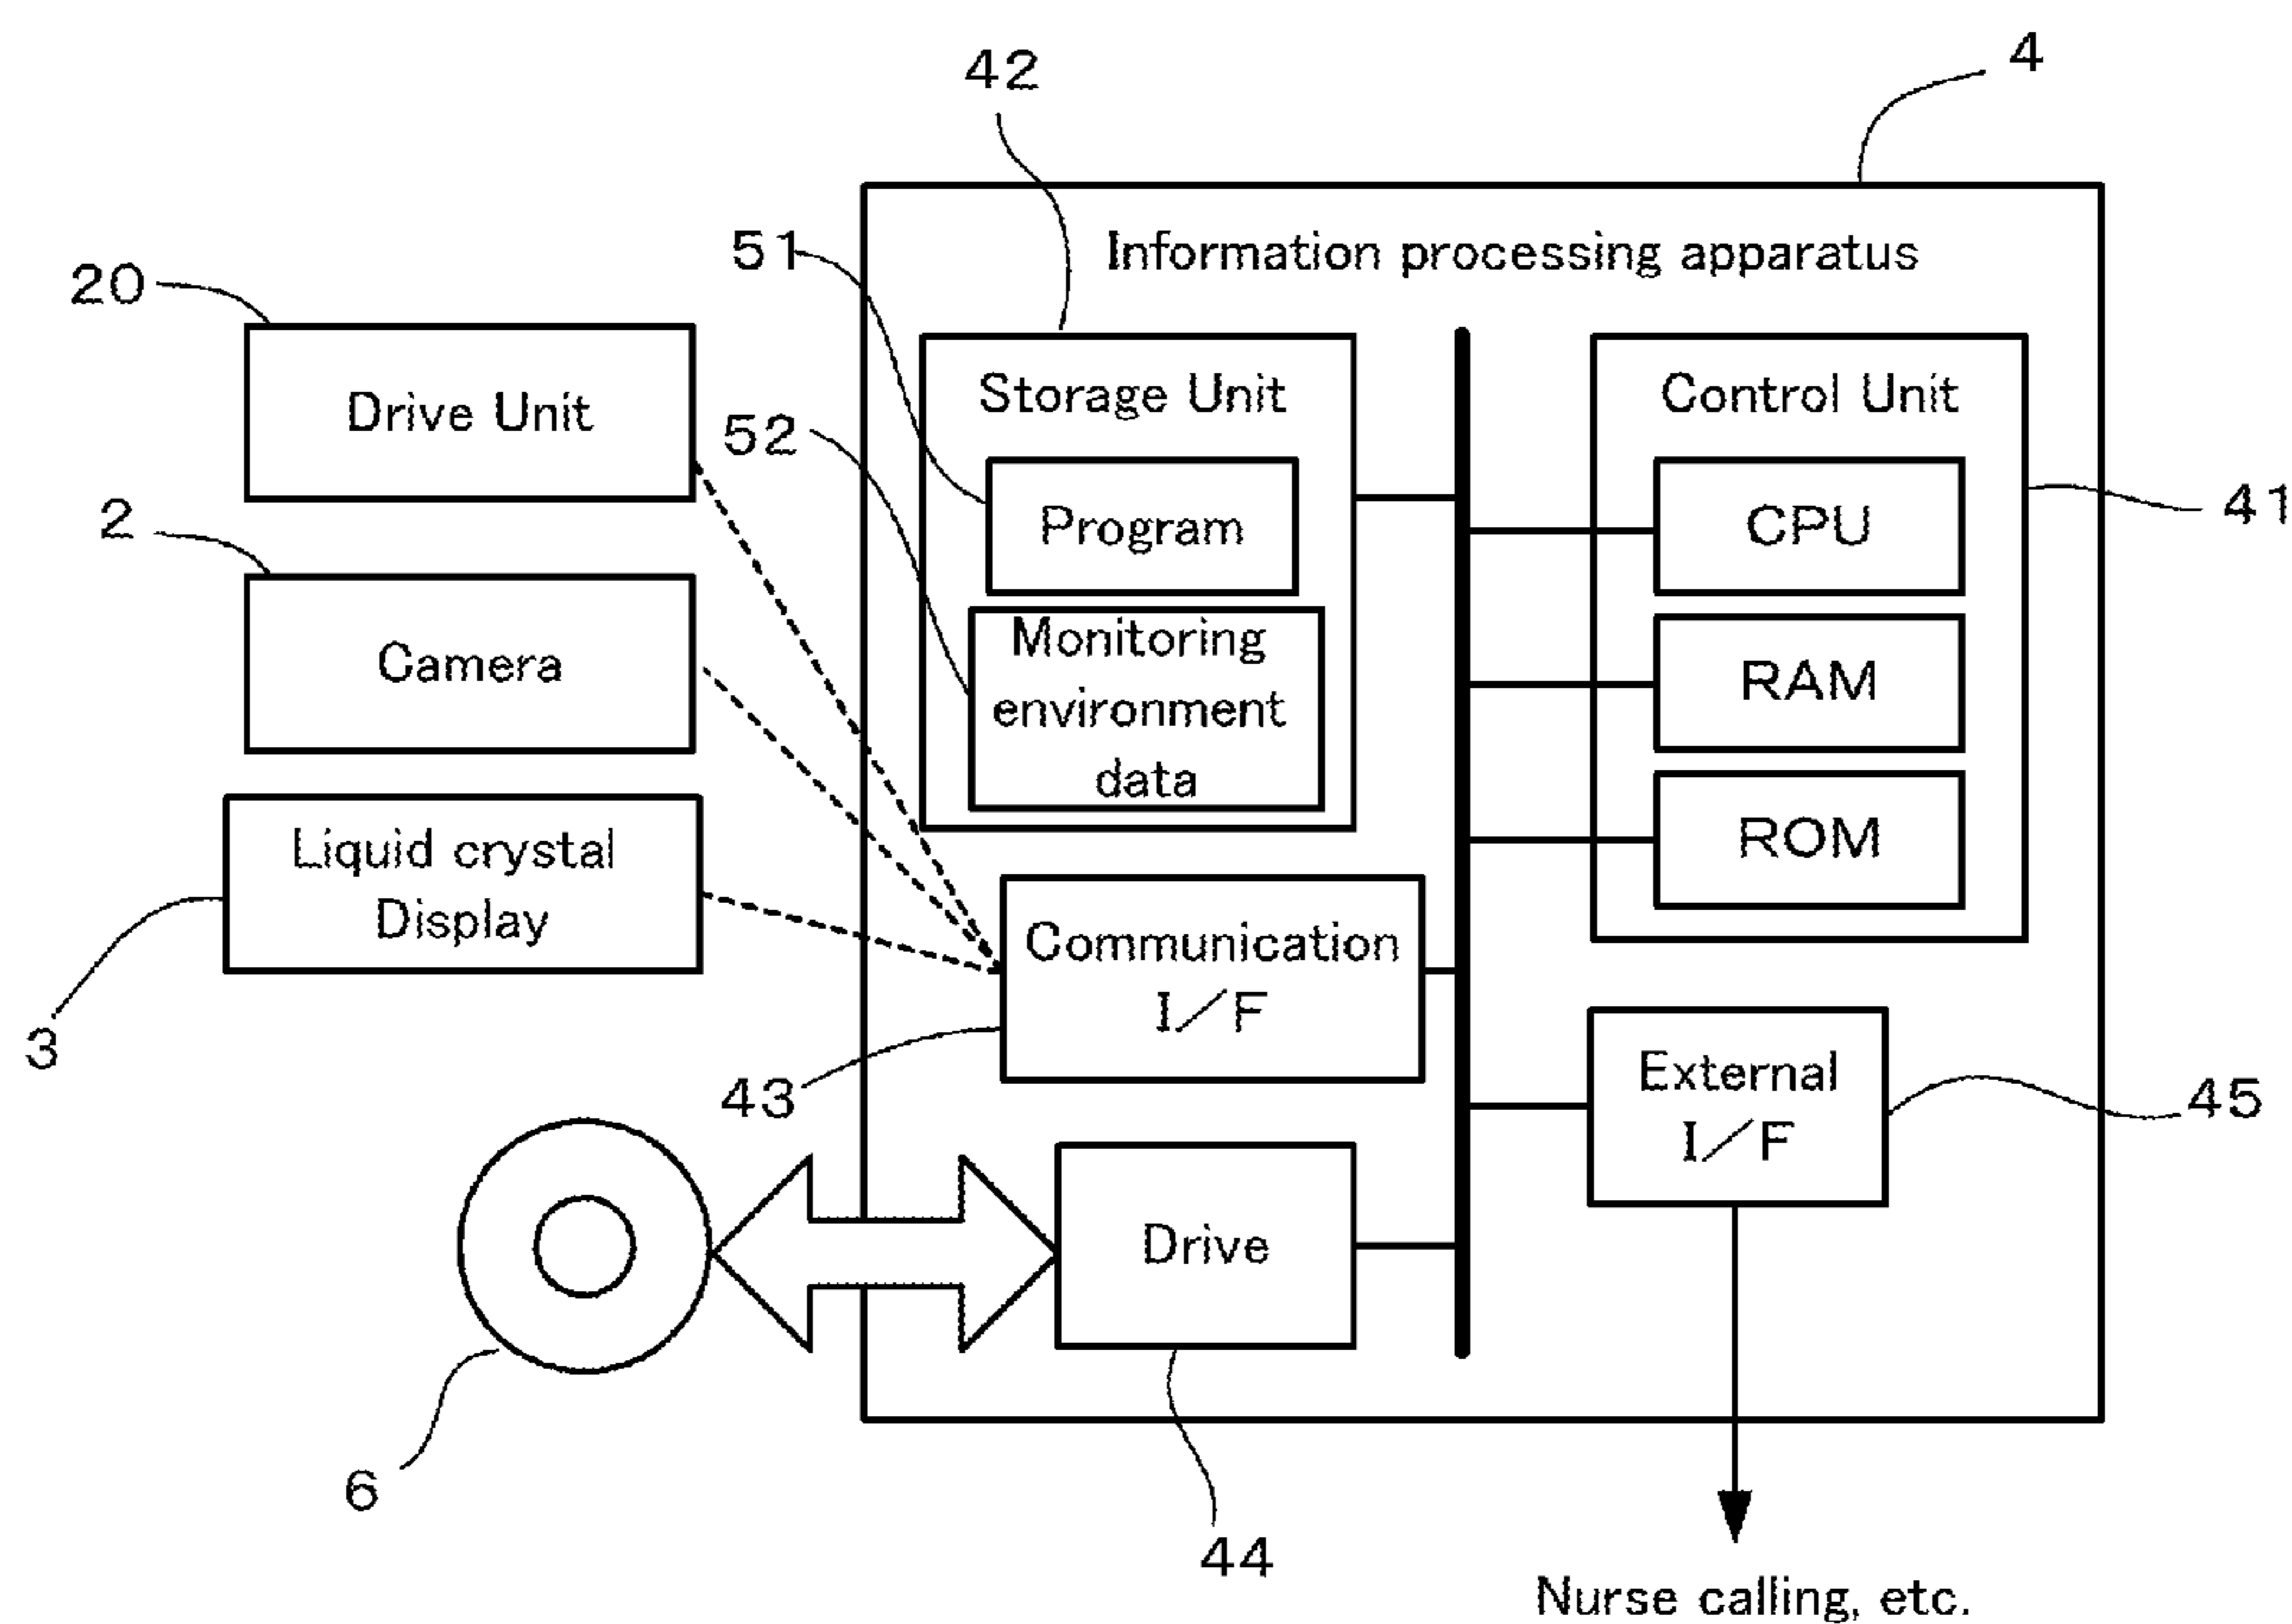 4
42
Information processing apparatus
51
20
Drive Unit
Storage Unit
Control Unit
52
2
Program
CPU
41
Camera
Monitoring
environment
data
RAM
Liquid crystal
Display
ROM
Communication
I/F
3
43
External
I/F
45
Drive
6
44
Nurse calling, etc.